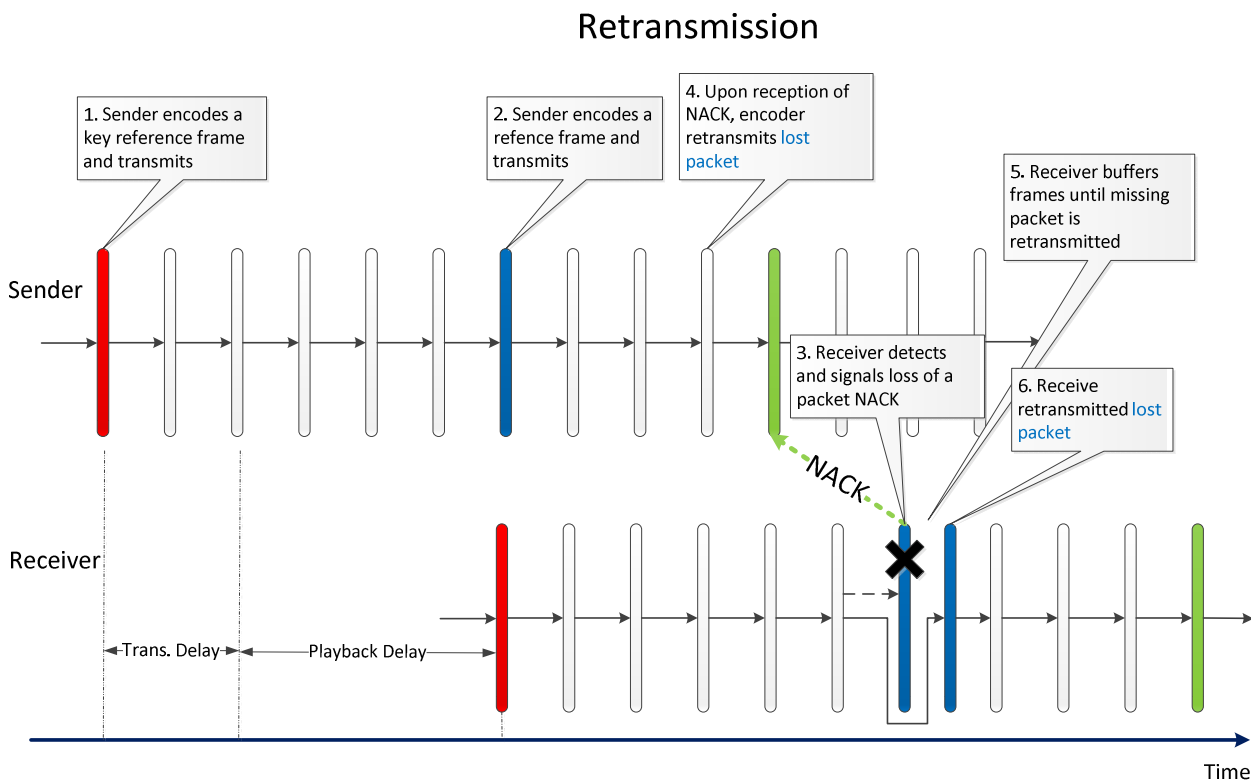 Retransmission
1. Sender encodes a
key reference frame
and transmits
2. Sender encodes a
refence frame and
transmits
4. Upon reception of
NACK, encoder
retransmits lost
packet
5. Receiver buffers
frames until missing
packet is
retransmitted
Sender
3. Receiver detects
and signals loss of a
packet NACK
6. Receive
retransmitted lost
packet
NACK
Receiver
Trans. Delay
Playback Delay
Time